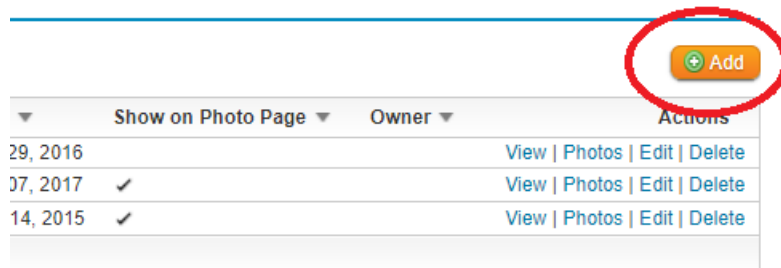 Add
Show on Photo Page Owner Actions
29, 2016 View | Photos | Edit | Delete
07, 2017 View | Photos | Edit | Delete
14, 2015 View | Photos | Edit | Delete